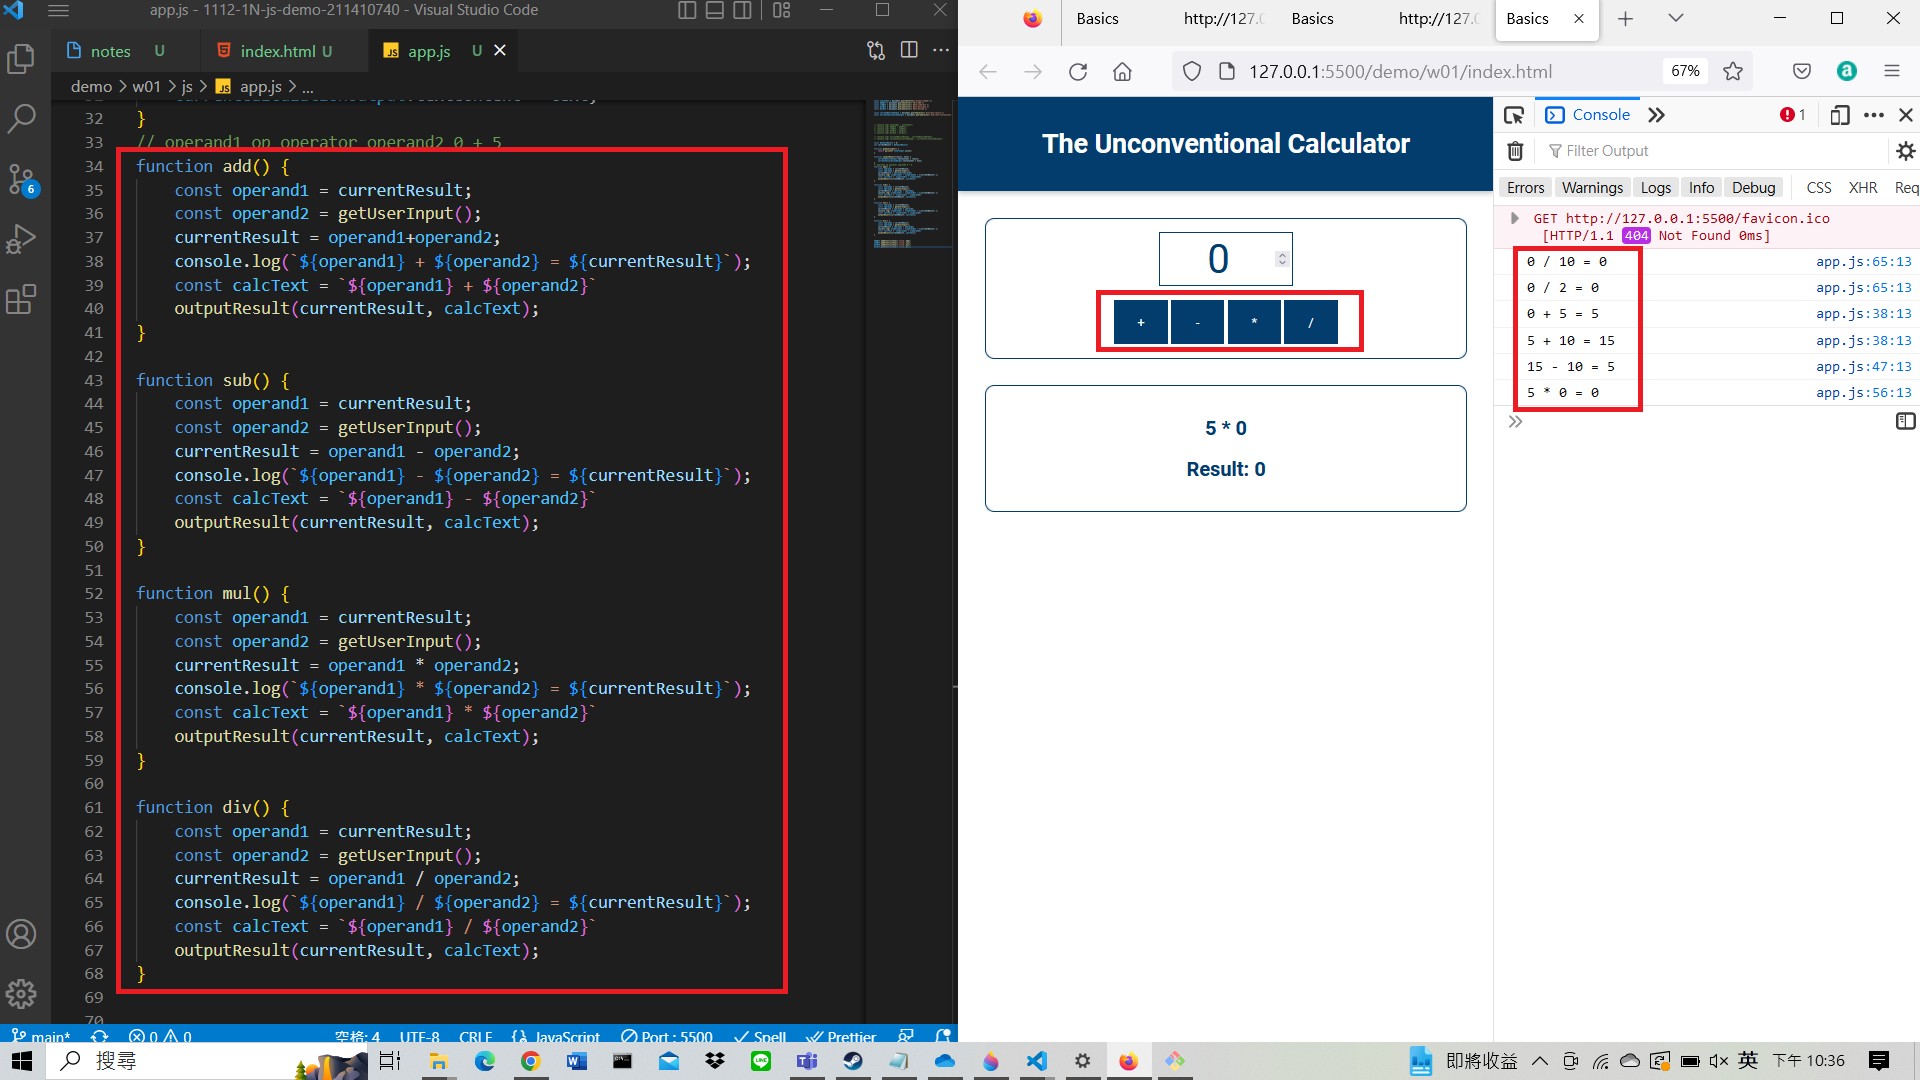 app.js - 1112-1N-js-demo-211410740 - Visual Studio Code
notes U
index.html U
JS app.js U
demo > w01 > js > JS app.js > ...
32 }
33 // operand1 op operator operand2 0 + 5
34 function add() {
35 const operand1 = currentResult;
36 const operand2 = getUserInput();
37 currentResult = operand1+operand2;
38 console.log(`${operand1} + ${operand2} = ${currentResult}`);
39 const calcText = `${operand1} + ${operand2}`
40 outputResult(currentResult, calcText);
41 }
42
43 function sub() {
44 const operand1 = currentResult;
45 const operand2 = getUserInput();
46 currentResult = operand1 - operand2;
47 console.log(`${operand1} - ${operand2} = ${currentResult}`);
48 const calcText = `${operand1} - ${operand2}`
49 outputResult(currentResult, calcText);
50 }
51
52 function mul() {
53 const operand1 = currentResult;
54 const operand2 = getUserInput();
55 currentResult = operand1 * operand2;
56 console.log(`${operand1} * ${operand2} = ${currentResult}`);
57 const calcText = `${operand1} * ${operand2}`
58 outputResult(currentResult, calcText);
59 }
60
61 function div() {
62 const operand1 = currentResult;
63 const operand2 = getUserInput();
64 currentResult = operand1 / operand2;
65 console.log(`${operand1} / ${operand2} = ${currentResult}`);
66 const calcText = `${operand1} / ${operand2}`
67 outputResult(currentResult, calcText);
68 }
69
70
6
main* 0 0 空格: 4 UTF-8 CRLF {} JavaScript Port : 5500 Spell Prettier
Basics http://127.0 Basics http://127.0 Basics
127.0.0.1:5500/demo/w01/index.html 67%
The Unconventional Calculator
0
+ - * /
5 * 0
Result: 0
Console 1
Filter Output
Errors Warnings Logs Info Debug CSS XHR Req
GET http://127.0.0.1:5500/favicon.ico
[HTTP/1.1 404 Not Found 0ms]
0 / 10 = 0 app.js:65:13
0 / 2 = 0 app.js:65:13
0 + 5 = 5 app.js:38:13
5 + 10 = 15 app.js:38:13
15 - 10 = 5 app.js:47:13
5 * 0 = 0 app.js:56:13
搜尋
即將收益
英
下午 10:36